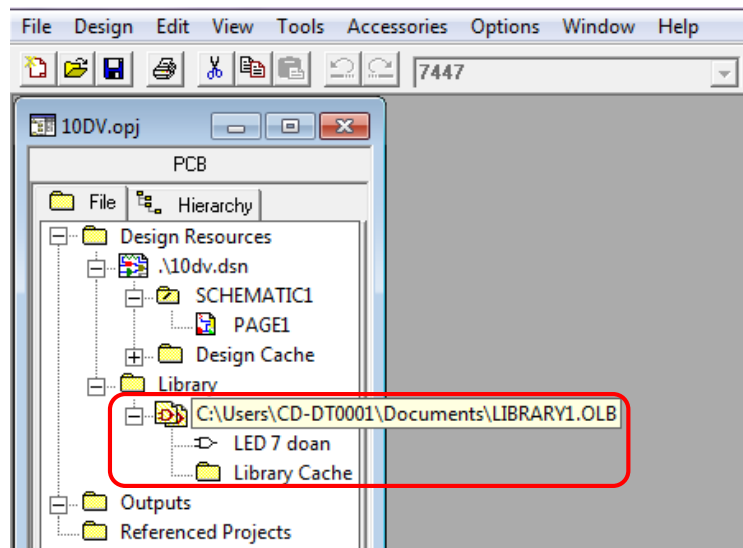 File Design Edit View Tools Accessories Options Window Help
7447
10DV.opj
PCB
File Hierarchy
Design Resources
.\10dv.dsn
SCHEMATIC1
PAGE1
Design Cache
Library
C:\Users\CD-DT0001\Documents\LIBRARY1.OLB
LED 7 doan
Library Cache
Outputs
Referenced Projects